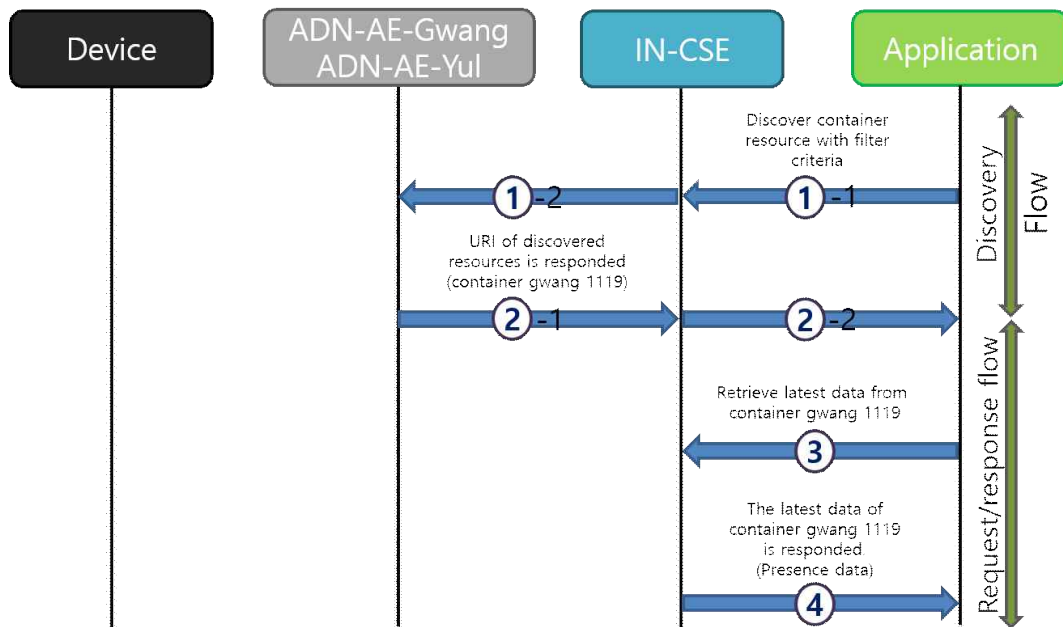 Device
ADN-AE-Gwang
ADN-AE-Yul
IN-CSE
Application
Discover container
resource with filter
criteria
1-2
1-1
URI of discovered
resources is responded
(container gwang 1119)
2-1
2-2
Discovery
Flow
Retrieve latest data from
container gwang 1119
3
The latest data of
container gwang 1119
is responded.
(Presence data)
4
Request/response flow